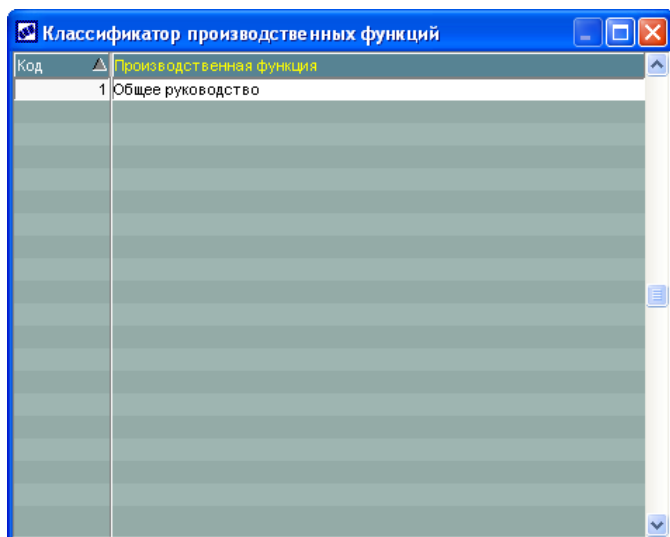 Классификатор производственных функций
Код Производственная функция
1 Общее руководство